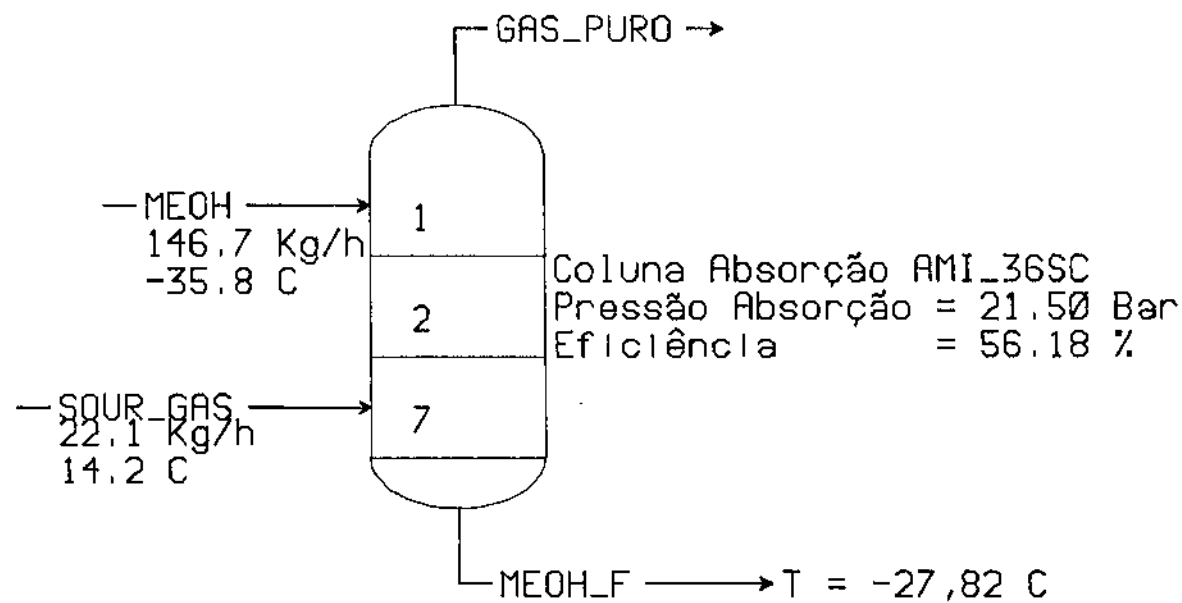 GAS_PURO
MEOH
146.7 Kg/h
-35.8 C
1
Coluna Absorção AMI_36SC
Pressão Absorção = 21.50 Bar
Eficiência = 56.18 %
2
SOUR_GAS
22.1 Kg/h
14.2 C
7
MEOH_F
T = -27,82 C